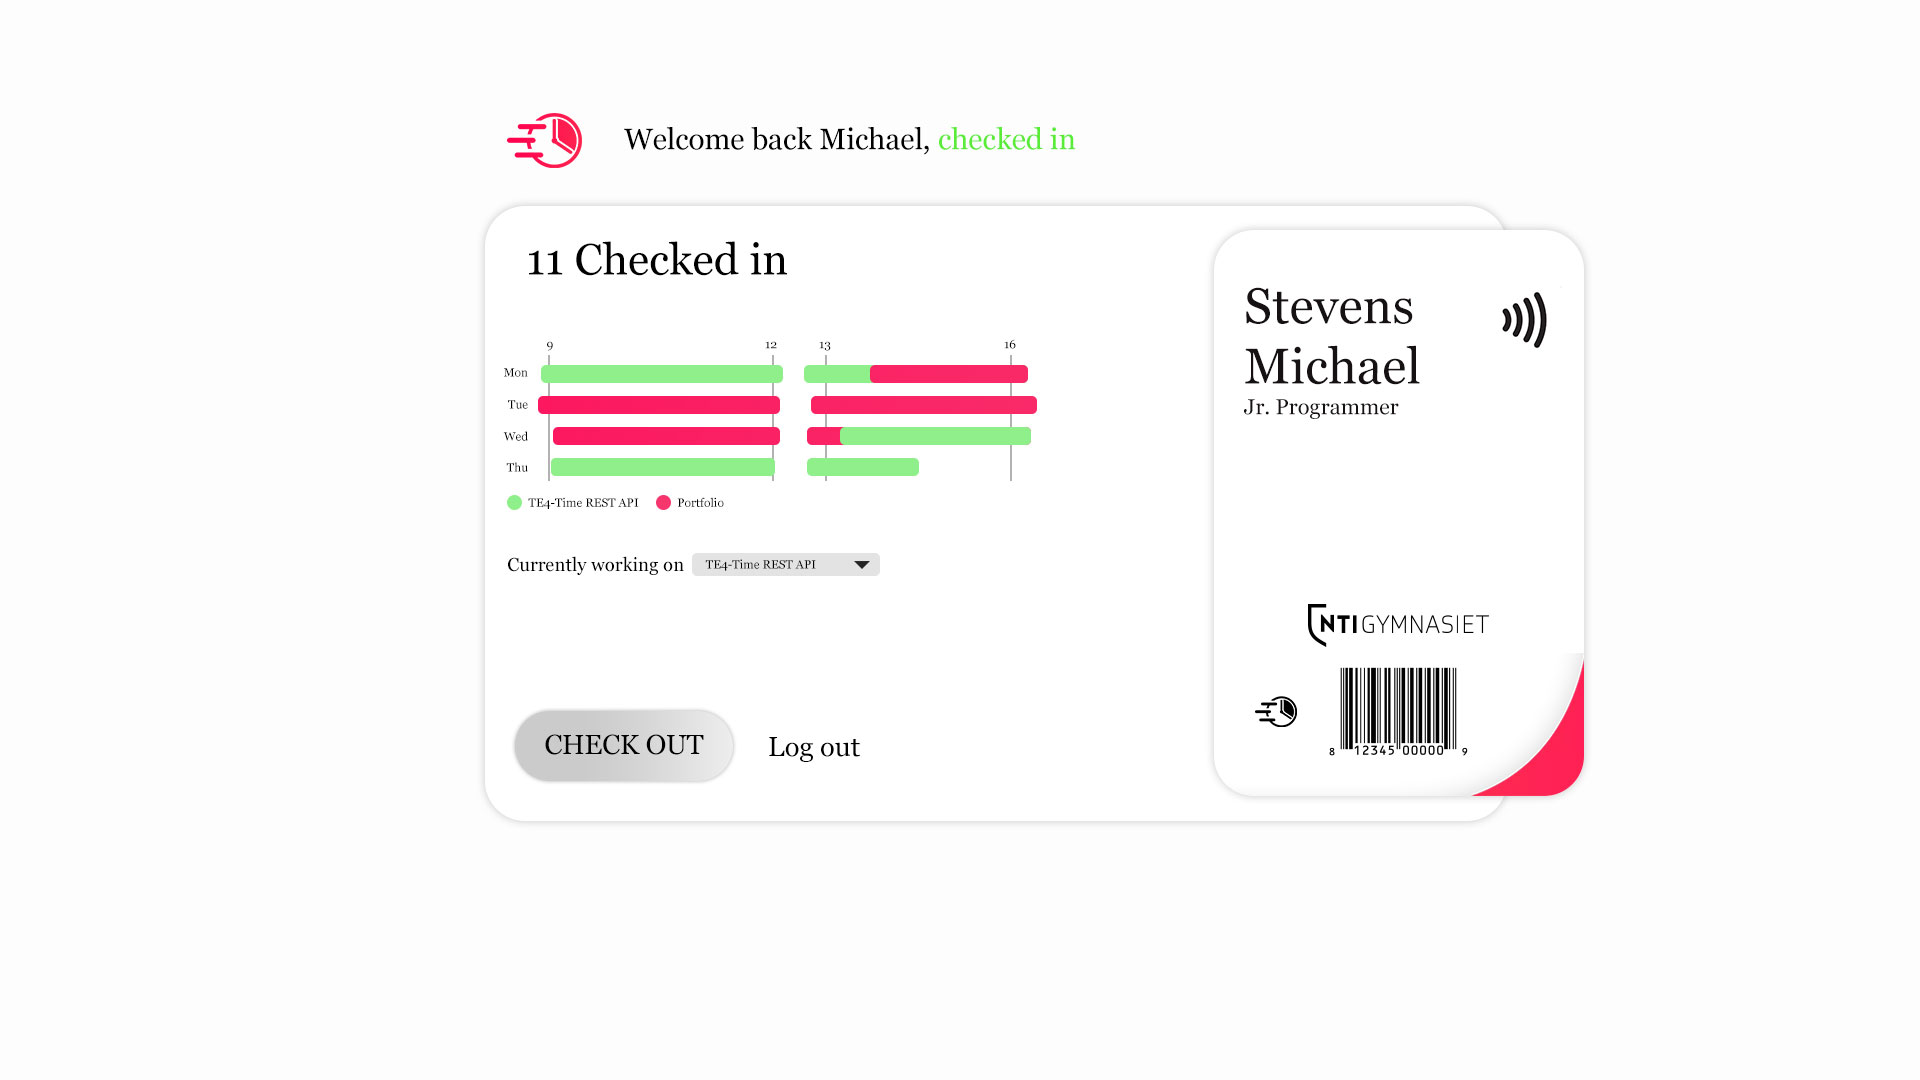 Welcome back Michael, checked in
11 Checked in
9 12 13 16
Mon
Tue
Wed
Thu
TE4-Time REST API Portfolio
Currently working on TE4-Time REST API
CHECK OUT Log out
Stevens
Michael
Jr. Programmer
NTI GYMNASIET
8 12345 00000 9